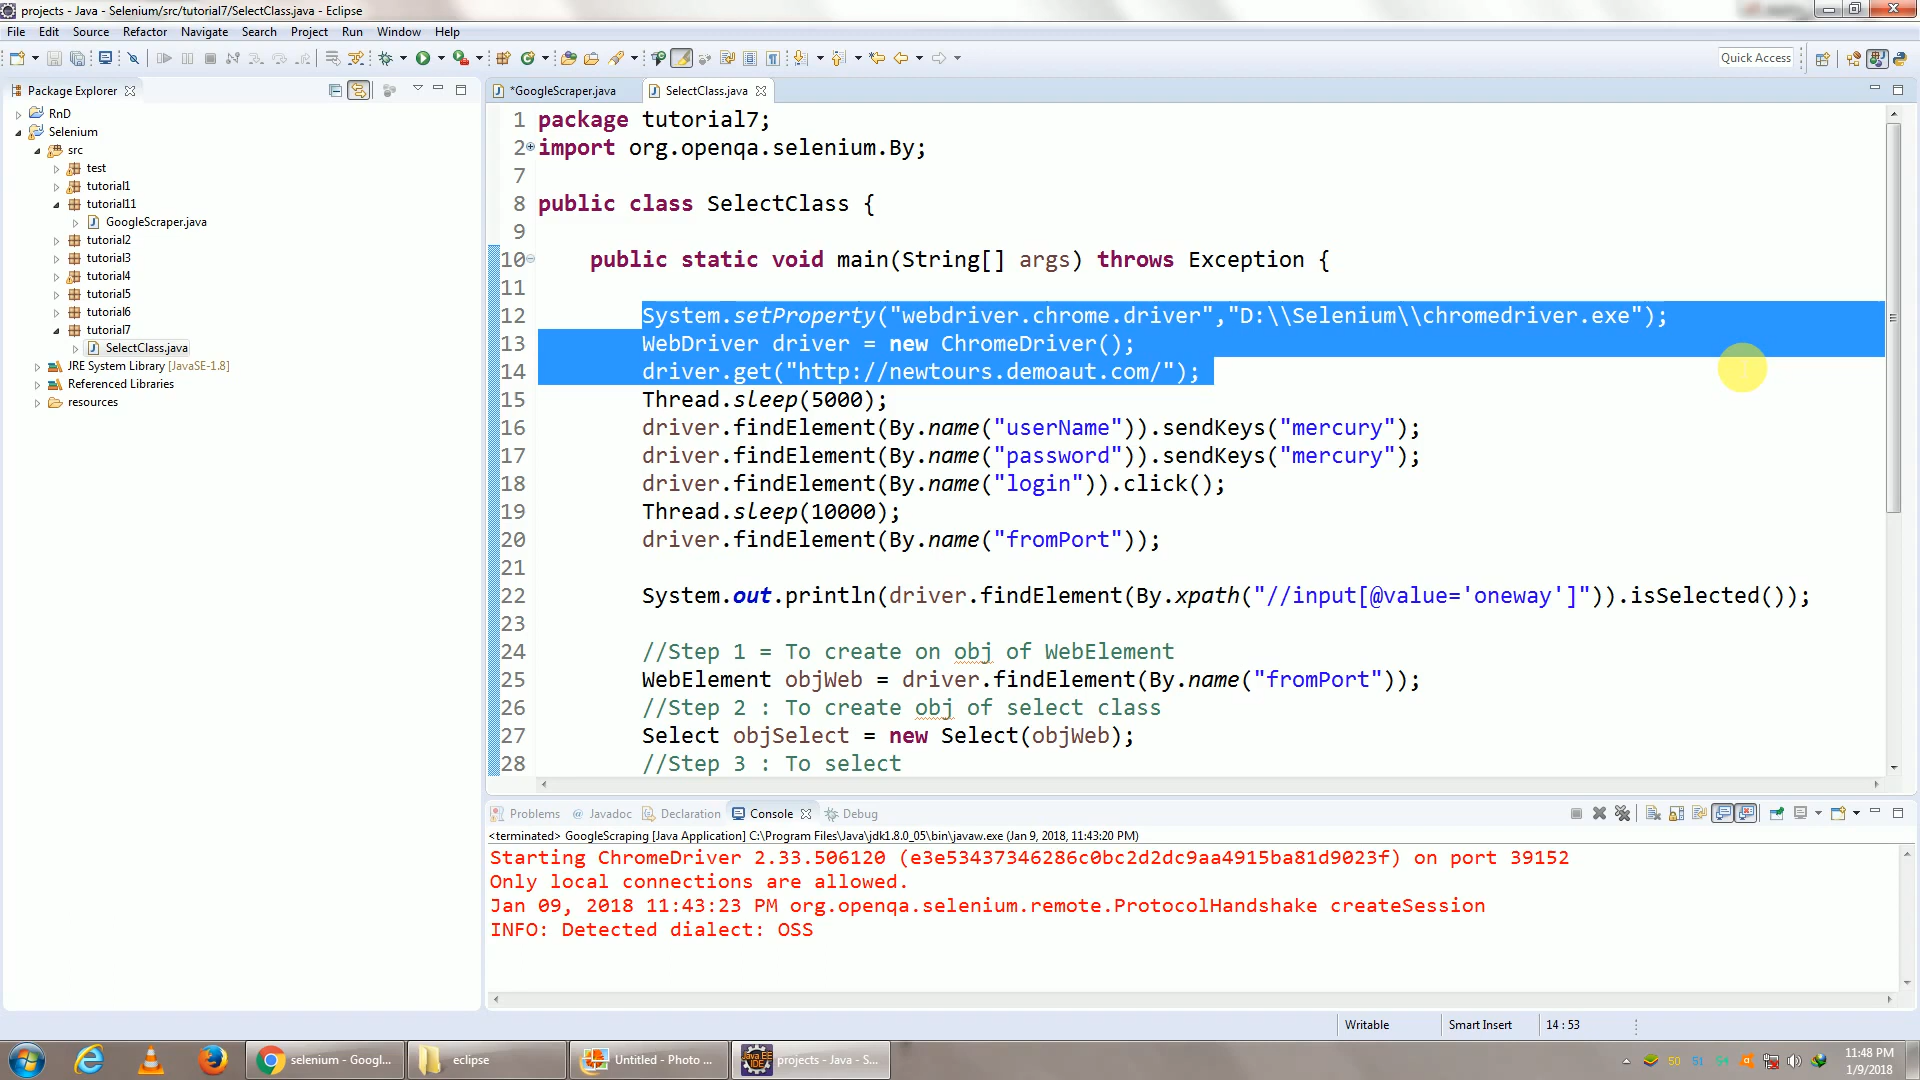 projects - Java - Selenium/src/tutorial7/SelectClass.java - Eclipse
File Edit Source Refactor Navigate Search Project Run Window Help
Quick Access
Package Explorer
RnD
Selenium
src
test
tutorial1
tutorial11
GoogleScraper.java
tutorial2
tutorial3
tutorial4
tutorial5
tutorial6
tutorial7
SelectClass.java
JRE System Library [JavaSE-1.8]
Referenced Libraries
resources
*GoogleScraper.java SelectClass.java
1 package tutorial7;
2 import org.openqa.selenium.By;
7
8 public class SelectClass {
9
10 public static void main(String[] args) throws Exception {
11
12 System.setProperty("webdriver.chrome.driver","D:\\Selenium\\chromedriver.exe");
13 WebDriver driver = new ChromeDriver();
14 driver.get("http://newtours.demoaut.com/");
15 Thread.sleep(5000);
16 driver.findElement(By.name("userName")).sendKeys("mercury");
17 driver.findElement(By.name("password")).sendKeys("mercury");
18 driver.findElement(By.name("login")).click();
19 Thread.sleep(10000);
20 driver.findElement(By.name("fromPort"));
21
22 System.out.println(driver.findElement(By.xpath("//input[@value='oneway']")).isSelected());
23
24 //Step 1 = To create on obj of WebElement
25 WebElement objWeb = driver.findElement(By.name("fromPort"));
26 //Step 2 : To create obj of select class
27 Select objSelect = new Select(objWeb);
28 //Step 3 : To select
Problems @ Javadoc Declaration Console Debug
<terminated> GoogleScraping [Java Application] C:\Program Files\Java\jdk1.8.0_05\bin\javaw.exe (Jan 9, 2018, 11:43:20 PM)
Starting ChromeDriver 2.33.506120 (e3e53437346286c0bc2d2dc9aa4915ba81d9023f) on port 39152
Only local connections are allowed.
Jan 09, 2018 11:43:23 PM org.openqa.selenium.remote.ProtocolHandshake createSession
INFO: Detected dialect: OSS
Writable Smart Insert 14 : 53
selenium - Googl... eclipse Untitled - Photo ... projects - Java - S...
50 51 54
11:48 PM
1/9/2018